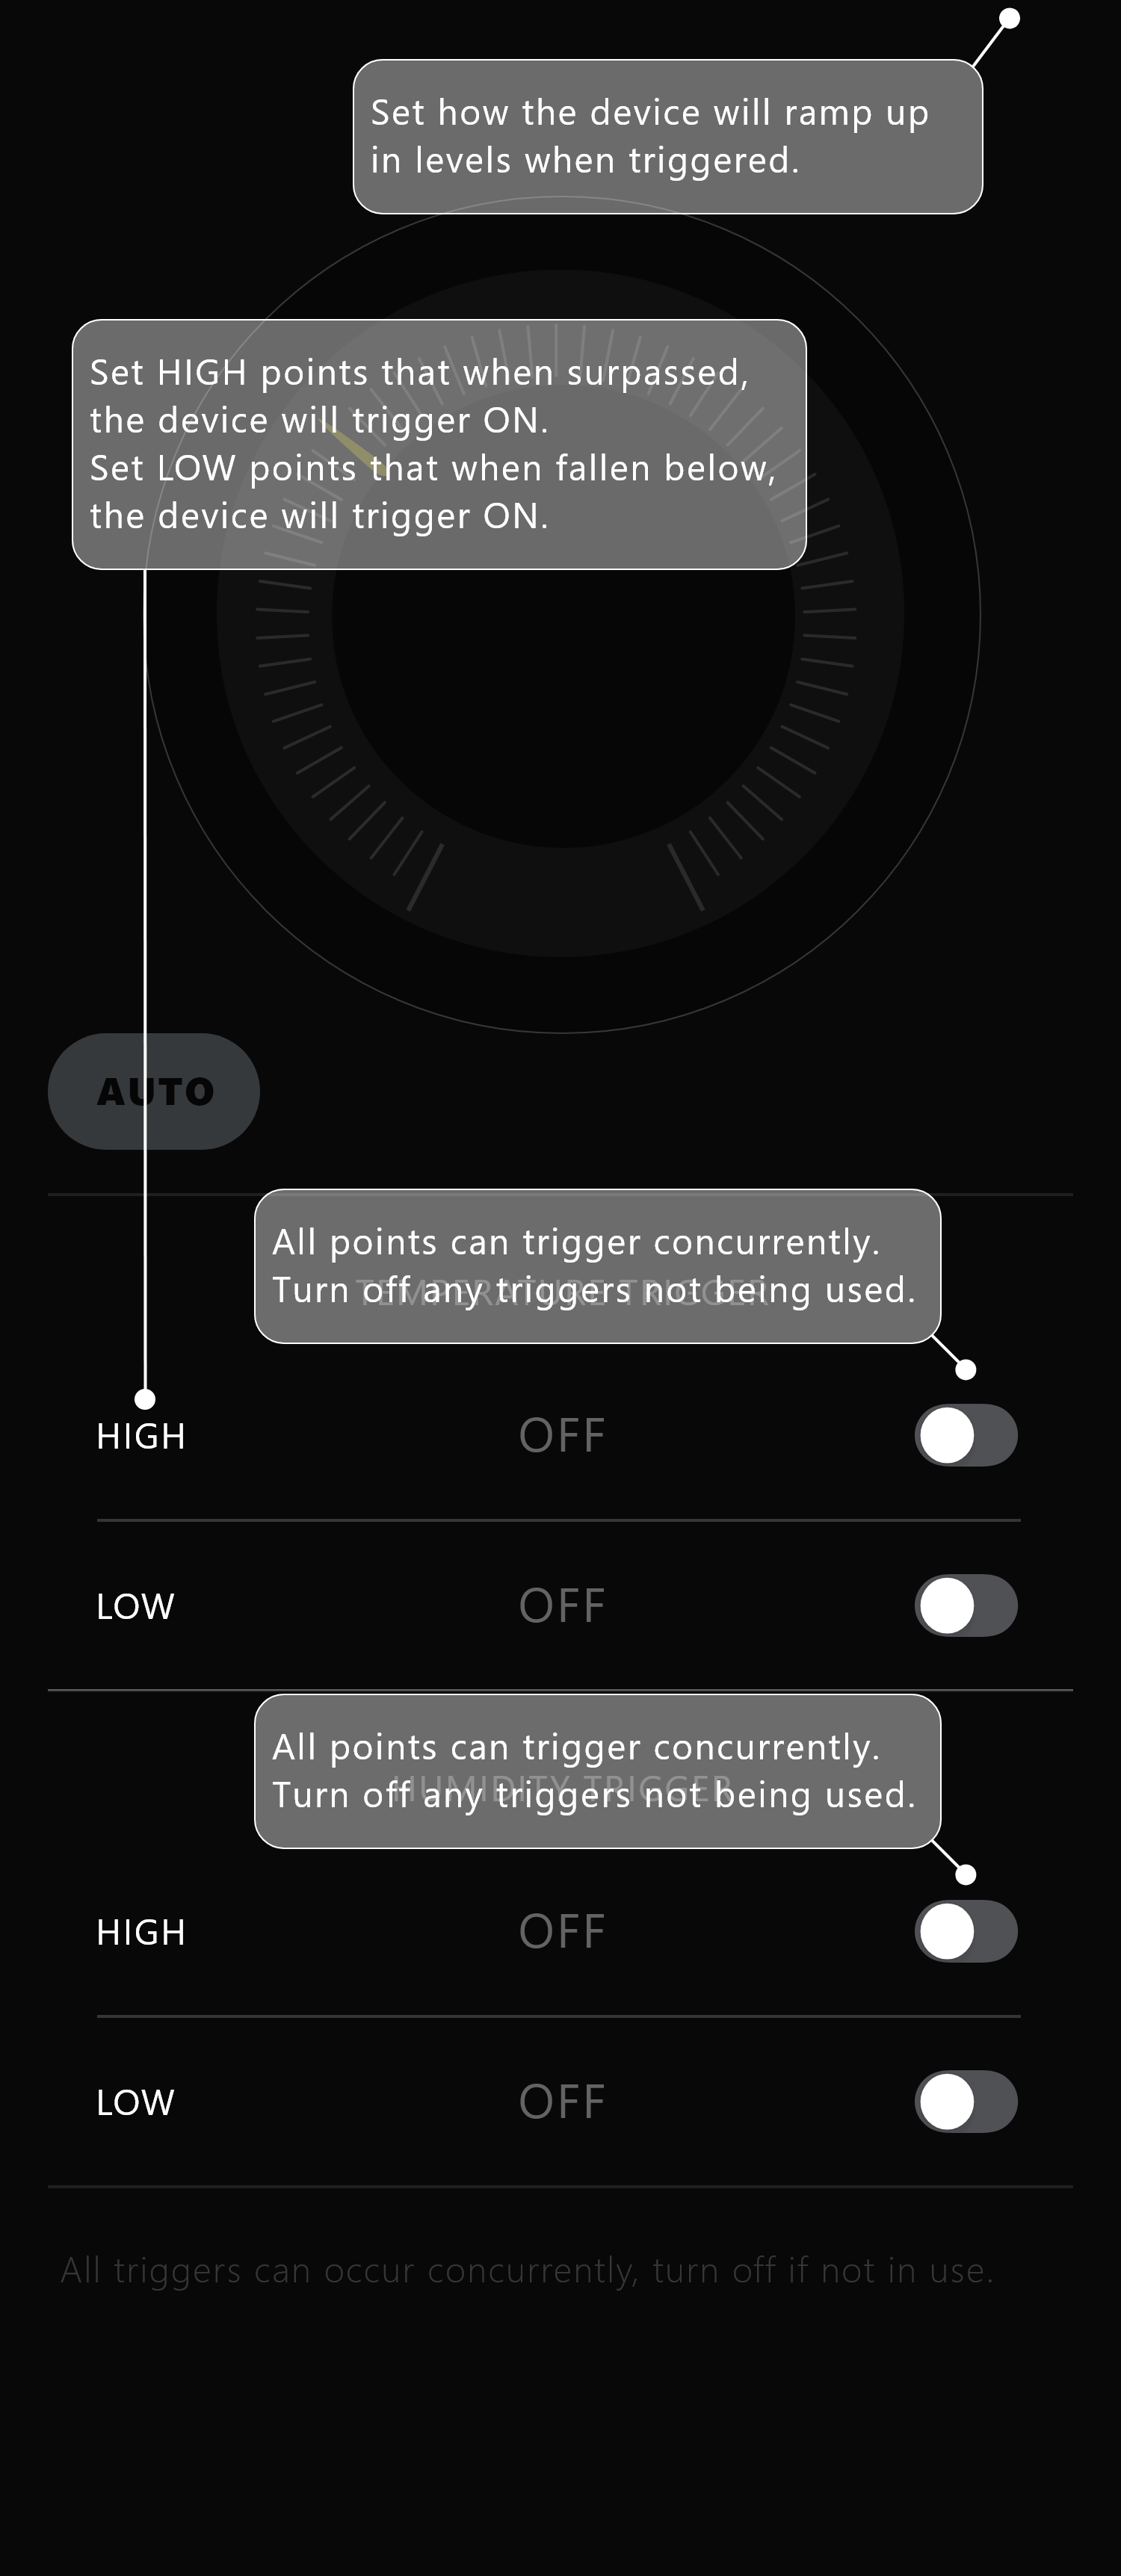 Set how the device will ramp up
in levels when triggered.
Set HIGH points that when surpassed,
the device will trigger ON.
Set LOW points that when fallen below,
the device will trigger ON.
AUTO
All points can trigger concurrently.
Turn off any triggers not being used.
TEMPERATURE TRIGGER
HIGH OFF
LOW OFF
All points can trigger concurrently.
Turn off any triggers not being used.
HUMIDITY TRIGGER
HIGH OFF
LOW OFF
All triggers can occur concurrently, turn off if not in use.